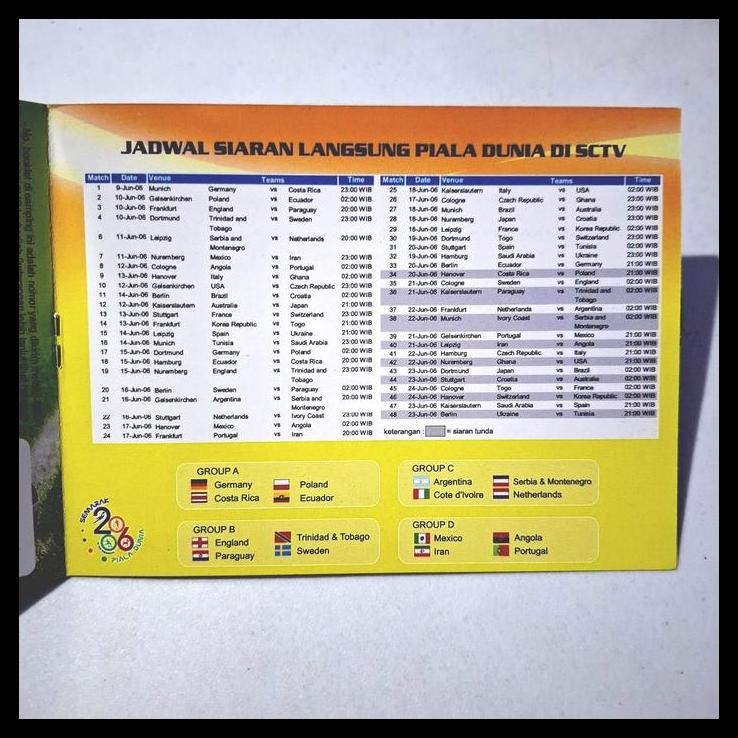 JADWAL SIARAN LANGSUNG PIALA DUNIA DI SCTV
Match Date Venue Teams Time
1 9-Jun-06 Munich Germany vs Costa Rica 23:00 WIB
2 10-Jun-06 Gelsenkirchen Poland vs Ecuador 02:00 WIB
3 10-Jun-06 Frankfurt England vs Paraguay 20:00 WIB
4 10-Jun-06 Dortmund Trinidad and Tobago vs Sweden 23:00 WIB
6 11-Jun-06 Leipzig Serbia and Montenegro vs Netherlands 20:00 WIB
7 11-Jun-06 Nuremberg Mexico vs Iran 23:00 WIB
8 12-Jun-06 Cologne Angola vs Portugal 02:00 WIB
9 13-Jun-06 Hanover Italy vs Ghana 02:00 WIB
10 12-Jun-06 Gelsenkirchen USA vs Czech Republic 23:00 WIB
11 14-Jun-06 Berlin Brazil vs Croatia 02:00 WIB
12 12-Jun-06 Kaiserslautern Australia vs Japan 20:00 WIB
13 13-Jun-06 Stuttgart France vs Switzerland 23:00 WIB
14 13-Jun-06 Frankfurt Korea Republic vs Togo 20:00 WIB
15 14-Jun-06 Leipzig Spain vs Ukraine 20:00 WIB
16 14-Jun-06 Munich Tunisia vs Saudi Arabia 23:00 WIB
17 15-Jun-06 Dortmund Germany vs Poland 02:00 WIB
18 15-Jun-06 Hamburg Ecuador vs Costa Rica 20:00 WIB
19 15-Jun-06 Nuremberg England vs Trinidad and Tobago 23:00 WIB
20 16-Jun-06 Berlin Sweden vs Paraguay 02:00 WIB
21 16-Jun-06 Gelsenkirchen Argentina vs Serbia and Montenegro 20:00 WIB
22 16-Jun-06 Stuttgart Netherlands vs Ivory Coast 23:00 WIB
23 17-Jun-06 Hanover Mexico vs Angola 02:00 WIB
24 17-Jun-06 Frankfurt Portugal vs Iran 20:00 WIB
Match Date Venue Teams Time
25 18-Jun-06 Kaiserslautern Italy vs USA 02:00 WIB
26 17-Jun-06 Cologne Czech Republic vs Ghana 23:00 WIB
27 18-Jun-06 Munich Brazil vs Australia 23:00 WIB
28 18-Jun-06 Nuremberg Japan vs Croatia 20:00 WIB
29 Leipzig France vs Korea Republic 02:00 WIB
30 19-Jun-06 Dortmund Togo vs Switzerland 20:00 WIB
31 20-Jun-06 Stuttgart Spain vs Tunisia 02:00 WIB
32 19-Jun-06 Hamburg Saudi Arabia vs Ukraine 23:00 WIB
33 20-Jun-06 Berlin Ecuador vs Germany 21:00 WIB
34 20-Jun-06 Hanover Costa Rica vs Poland 21:00 WIB
35 21-Jun-06 Cologne Sweden vs England 02:00 WIB
36 21-Jun-06 Kaiserslautern Paraguay vs Trinidad and Tobago 02:00 WIB
37 22-Jun-06 Frankfurt Netherlands vs Argentina 02:00 WIB
38 22-Jun-06 Munich Ivory Coast vs Serbia and Montenegro 02:00 WIB
39 21-Jun-06 Gelsenkirchen Portugal vs Mexico 21:00 WIB
40 21-Jun-06 Leipzig Iran vs Angola 21:00 WIB
41 22-Jun-06 Hamburg Czech Republic vs Italy 21:00 WIB
42 22-Jun-06 Nuremberg Ghana vs USA 21:00 WIB
43 23-Jun-06 Dortmund Japan vs Brazil 02:00 WIB
44 23-Jun-06 Stuttgart Croatia vs Australia 02:00 WIB
45 24-Jun-06 Cologne Togo vs France 02:00 WIB
46 24-Jun-06 Hanover Switzerland vs Korea Republic 02:00 WIB
47 23-Jun-06 Kaiserslautern Saudi Arabia vs Spain 21:00 WIB
48 23-Jun-06 Berlin Ukraine vs Tunisia 21:00 WIB
keterangan : = siaran tunda
GROUP A
Germany Poland
Costa Rica Ecuador
GROUP C
Argentina Serbia & Montenegro
Cote d'Ivoire Netherlands
GROUP B
England Trinidad & Tobago
Paraguay Sweden
GROUP D
Mexico Angola
Iran Portugal
SEMARAK
2006
PIALA DUNIA